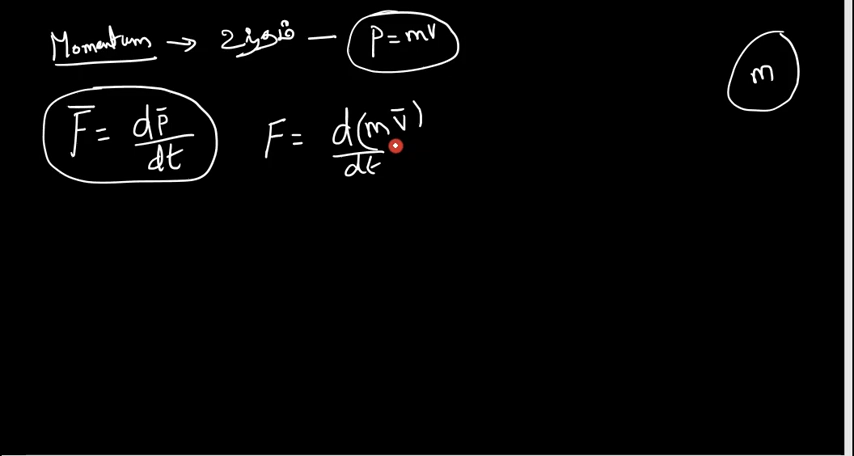 Momentum → — P = mv
m
F̄ = dp̄/dt F = d(mv̄)/dt